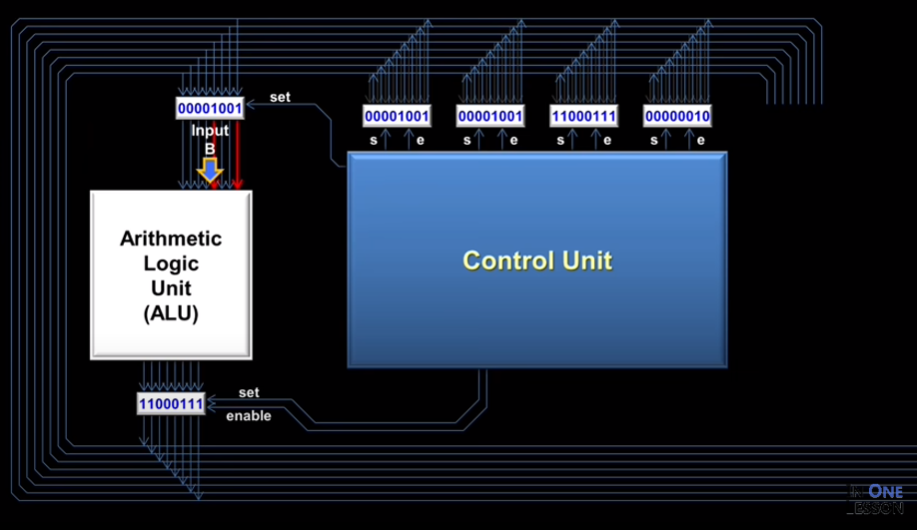 set
00001001
00001001
00001001
11000111
00000010
Input
B
s
e
s
e
s
e
s
e
Arithmetic
Logic
Unit
(ALU)
Control Unit
set
11000111
enable
IN ONE
LESSON